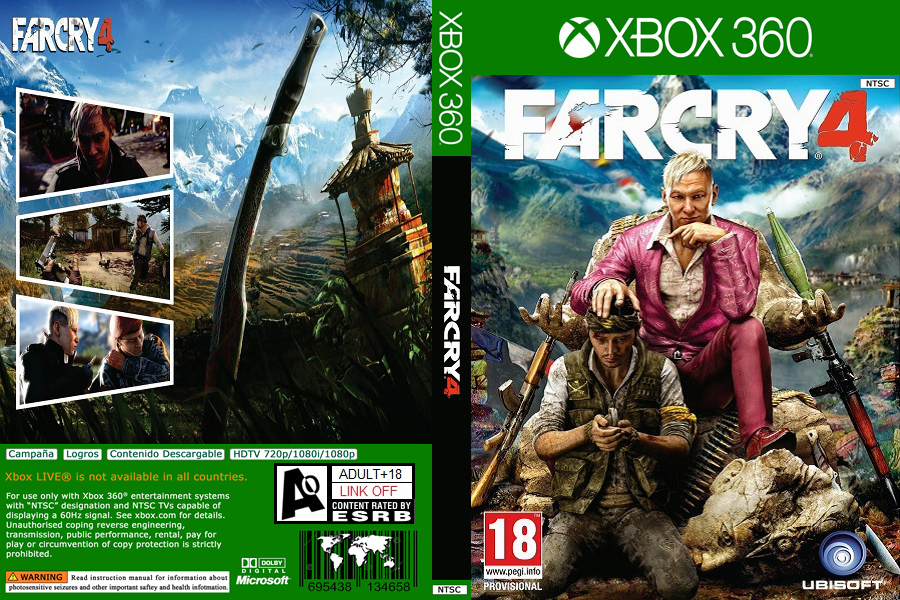 FARCRY4
Campaña Logros Contenido Descargable HDTV 720p/1080i/1080p
Xbox LIVE® is not available in all countries.
For use only with Xbox 360® entertainment systems
with "NTSC" designation and NTSC TVs capable of
displaying a 60Hz signal. See xbox.com for details.
Unauthorised coping reverse engineering,
transmission, public performance, rental, pay for
play or circumvention of copy protection is strictly
prohibited.
WARNING Read instruction manual for information about
photosensitive seizures and other important saftey and health infotmation.
DOLBY
DIGITAL
Microsoft®
AO
ADULT+18
LINK OFF
CONTENT RATED BY
ESRB
695438 134658
XBOX 360
FARCRY4
NTSC
XBOX 360®
NTSC
FARCRY4®
18
www.pegi.info
PROVISIONAL
UBISOFT®